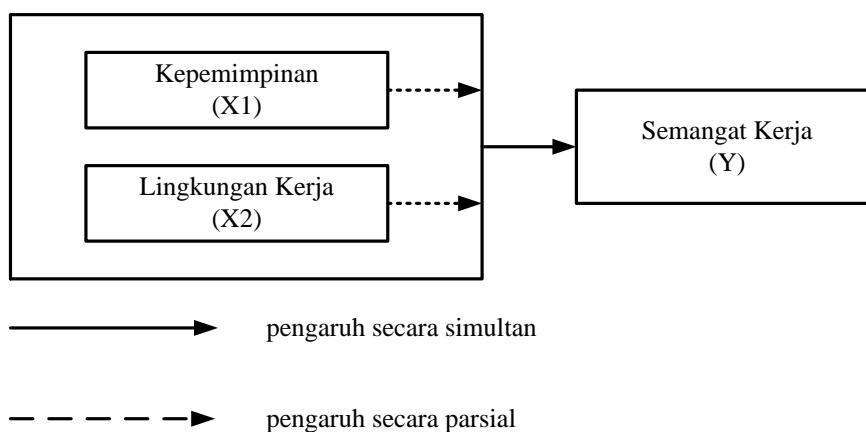 Kepemimpinan
(X1)
Lingkungan Kerja
(X2)
Semangat Kerja
(Y)
pengaruh secara simultan
pengaruh secara parsial